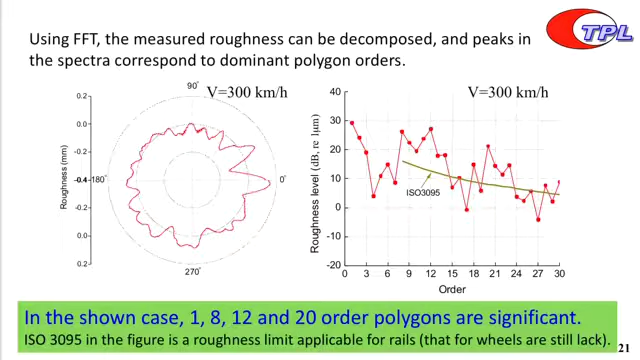 Using FFT, the measured roughness can be decomposed, and peaks in
the spectra correspond to dominant polygon orders.
TPL
V=300 km/h
90°
0.2
0.0
0.2
-0.4
-180°
0°
0.2
0.0
0.2
270°
Roughness (mm)
V=300 km/h
40
30
20
10
0
-10
-20
ISO3095
0 3 6 9 12 15 18 21 24 27 30
Order
Roughness level (dB, re 1μm)
In the shown case, 1, 8, 12 and 20 order polygons are significant.
ISO 3095 in the figure is a roughness limit applicable for rails (that for wheels are still lack).
21